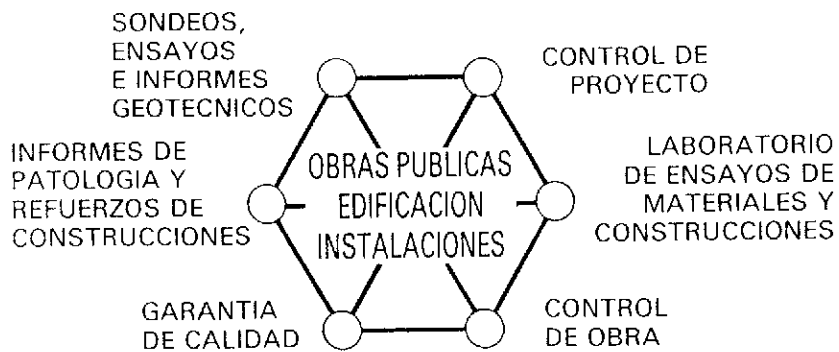 SONDEOS,
ENSAYOS
E INFORMES
GEOTECNICOS
CONTROL DE
PROYECTO
INFORMES DE
PATOLOGIA Y
REFUERZOS DE
CONSTRUCCIONES
OBRAS PUBLICAS
EDIFICACION
INSTALACIONES
LABORATORIO
DE ENSAYOS DE
MATERIALES Y
CONSTRUCCIONES
GARANTIA
DE CALIDAD
CONTROL
DE OBRA